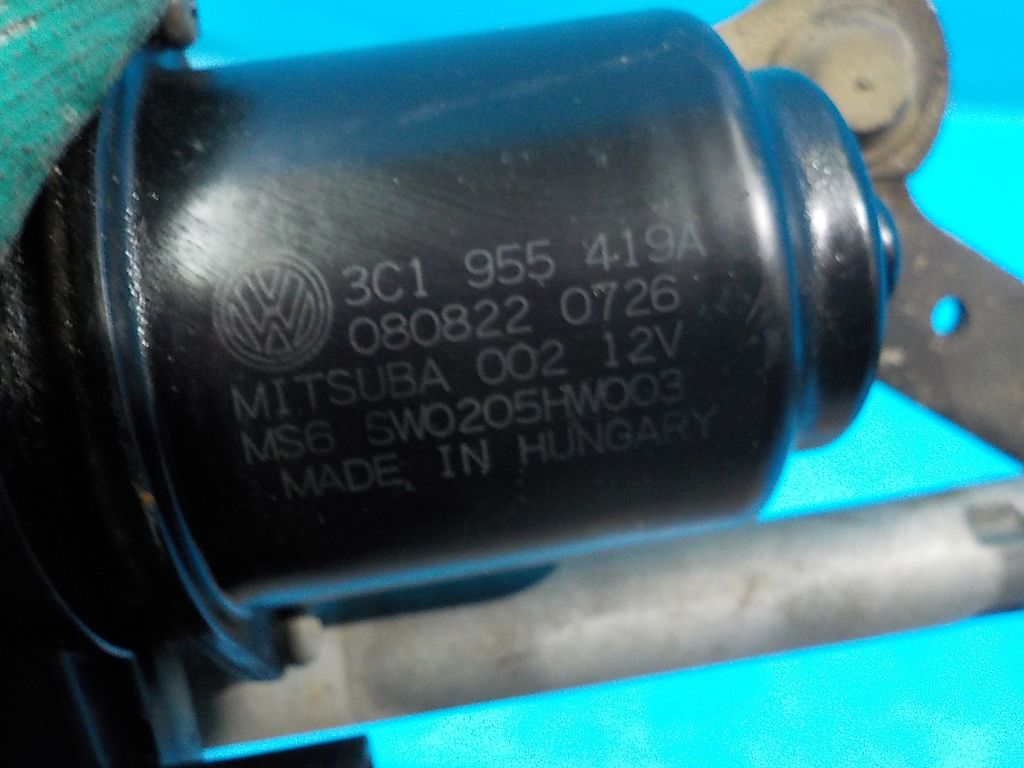 3C1 955 419A
080822 0726
MITSUBA 002 12V
MS6 SW0205HW003
MADE IN HUNGARY